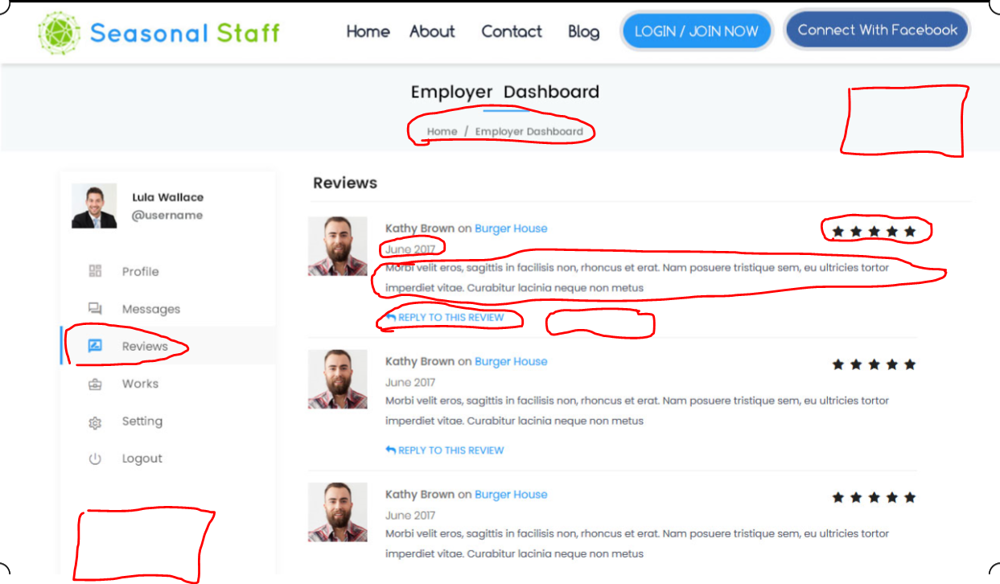 Seasonal Staff Home About Contact Blog LOGIN / JOIN NOW Connect With Facebook
Employer Dashboard
Home / Employer Dashboard
Lula Wallace
@username
Profile
Messages
Reviews
Works
Setting
Logout
Reviews
Kathy Brown on Burger House
June 2017
Morbi velit eros, sagittis in facilisis non, rhoncus et erat. Nam posuere tristique sem, eu ultricies tortor
imperdiet vitae. Curabitur lacinia neque non metus
REPLY TO THIS REVIEW
Kathy Brown on Burger House
June 2017
Morbi velit eros, sagittis in facilisis non, rhoncus et erat. Nam posuere tristique sem, eu ultricies tortor
imperdiet vitae. Curabitur lacinia neque non metus
REPLY TO THIS REVIEW
Kathy Brown on Burger House
June 2017
Morbi velit eros, sagittis in facilisis non, rhoncus et erat. Nam posuere tristique sem, eu ultricies tortor
imperdiet vitae. Curabitur lacinia neque non metus